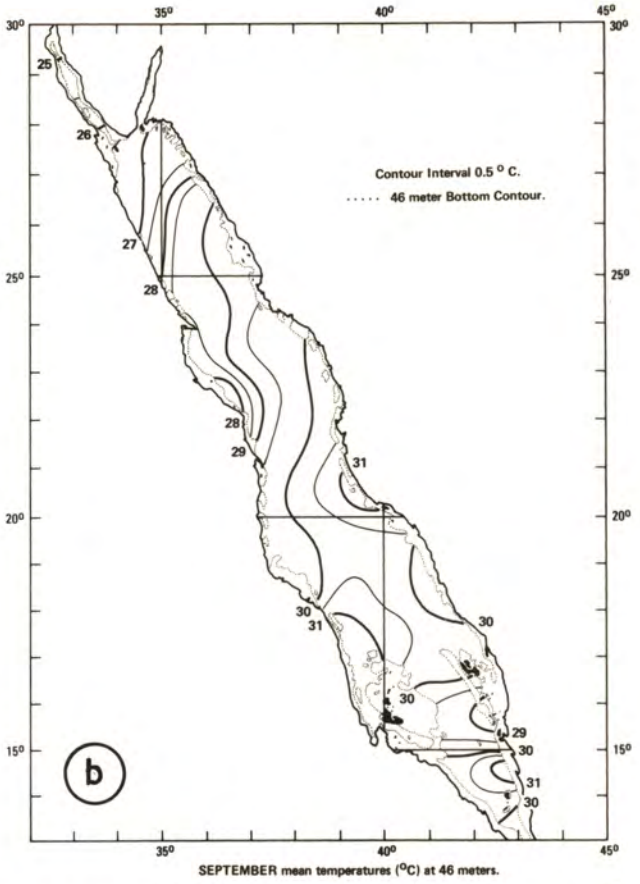 35° 40° 45°
30° 30°
25
26
Contour Interval 0.5 ° C.
..... 46 meter Bottom Contour.
27
25° 25°
28
28
29
31
20° 20°
30
31
30
30
29
15° 30 15°
31
30
b
35° 40° 45°
SEPTEMBER mean temperatures (°C) at 46 meters.